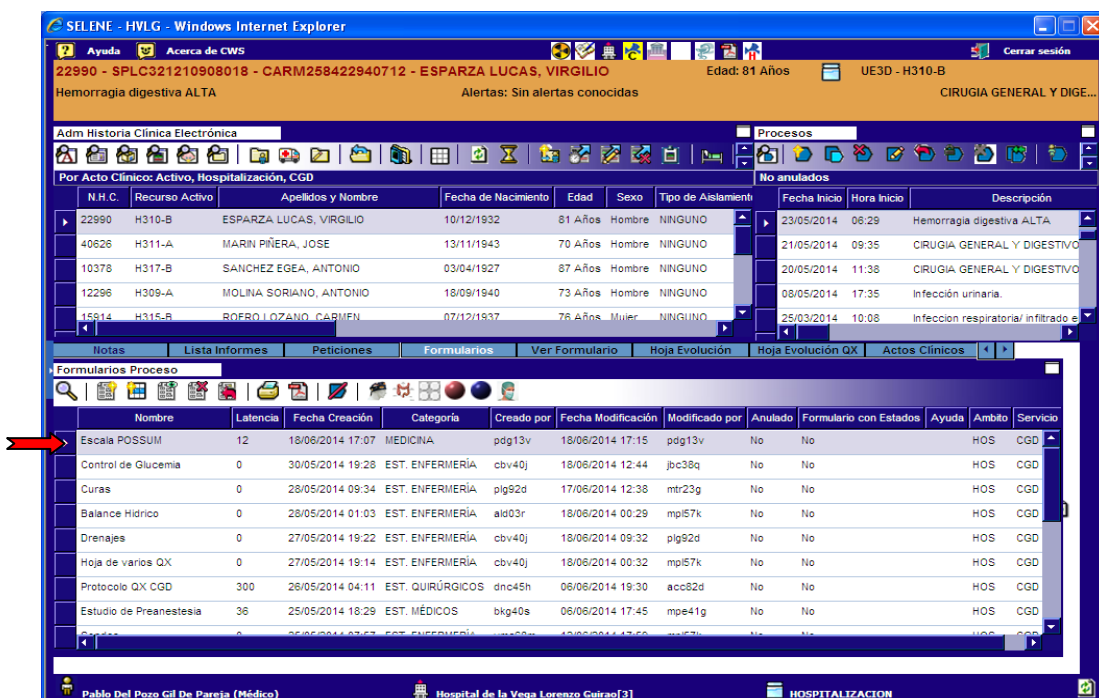 SELENE - HVLG - Windows Internet Explorer
? Ayuda Acerca de CWS Cerrar sesión
22990 - SPLC321210908018 - CARM258422940712 - ESPARZA LUCAS, VIRGILIO Edad: 81 Años UE3D - H310-B
Hemorragia digestiva ALTA Alertas: Sin alertas conocidas CIRUGIA GENERAL Y DIGE...
Adm Historia Clínica Electrónica Procesos
Por Acto Clínico: Activo, Hospitalización, CGD No anulados
N.H.C. Recurso Activo Apellidos y Nombre Fecha de Nacimiento Edad Sexo Tipo de Aislamiento Fecha Inicio Hora Inicio Descripción
22990 H310-B ESPARZA LUCAS, VIRGILIO 10/12/1932 81 Años Hombre NINGUNO 23/05/2014 06:29 Hemorragia digestiva ALTA
40626 H311-A MARIN PIÑERA, JOSE 13/11/1943 70 Años Hombre NINGUNO 21/05/2014 09:35 CIRUGIA GENERAL Y DIGESTIVO
10378 H317-B SANCHEZ EGEA, ANTONIO 03/04/1927 87 Años Hombre NINGUNO 20/05/2014 11:38 CIRUGIA GENERAL Y DIGESTIVO
12296 H309-A MOLINA SORIANO, ANTONIO 18/09/1940 73 Años Hombre NINGUNO 08/05/2014 17:35 Infección urinaria.
15914 H315-B ROFRO LOZANO, CARMEN 07/12/1937 76 Años Mujer NINGUNO 25/03/2014 10:08 Infeccion respiratoria/ infiltrado e
Notas Lista Informes Peticiones Formularios Ver Formulario Hoja Evolución Hoja Evolución QX Actos Clínicos
Formularios Proceso
Nombre Latencia Fecha Creación Categoría Creado por Fecha Modificación Modificado por Anulado Formulario con Estados Ayuda Ambito Servicio
Escala POSSUM 12 18/06/2014 17:07 MEDICINA pdg13v 18/06/2014 17:15 pdg13v No No HOS CGD
Control de Glucemia 0 30/05/2014 19:28 EST. ENFERMERÍA cbv40j 18/06/2014 12:44 jbc38q No No HOS CGD
Curas 0 28/05/2014 09:34 EST. ENFERMERÍA plg92d 17/06/2014 12:38 mtr23g No No HOS CGD
Balance Hidrico 0 28/05/2014 01:03 EST. ENFERMERÍA ald03r 18/06/2014 00:29 mpl57k No No HOS CGD
Drenajes 0 27/05/2014 19:22 EST. ENFERMERÍA cbv40j 18/06/2014 09:32 plg92d No No HOS CGD
Hoja de varios QX 0 27/05/2014 19:14 EST. ENFERMERÍA cbv40j 18/06/2014 00:32 mpl57k No No HOS CGD
Protocolo QX CGD 300 26/05/2014 04:11 EST. QUIRÚRGICOS dnc45h 06/06/2014 19:30 acc82d No No HOS CGD
Estudio de Preanestesia 36 25/05/2014 18:29 EST. MÉDICOS bkg40s 06/06/2014 17:45 mpe41g No No HOS CGD
Pablo Del Pozo Gil De Pareja (Médico) Hospital de la Vega Lorenzo Guirao[3] HOSPITALIZACION